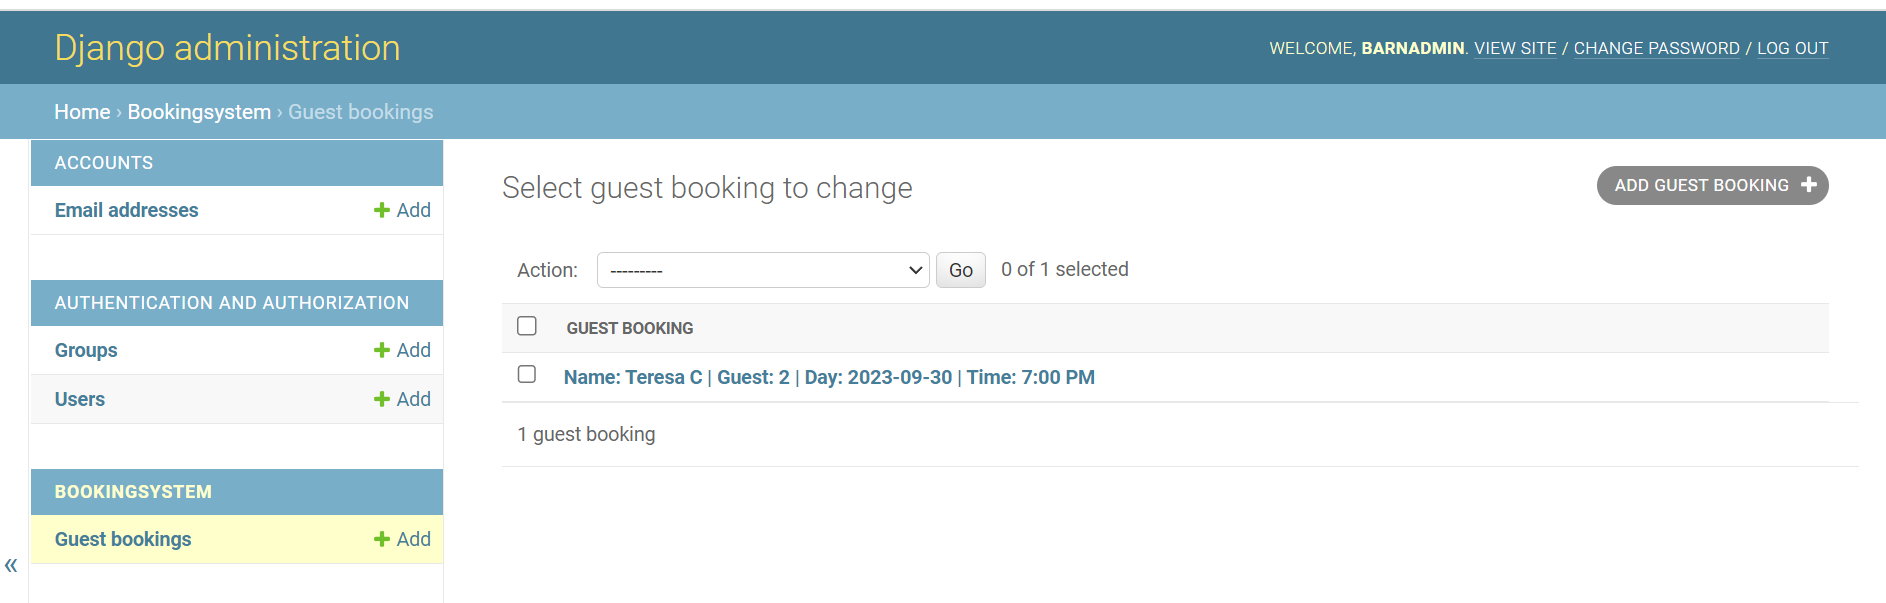 Django administration
WELCOME, BARNADMIN. VIEW SITE / CHANGE PASSWORD / LOG OUT
Home › Bookingsystem › Guest bookings
ACCOUNTS
Email addresses
Add
AUTHENTICATION AND AUTHORIZATION
Groups
Add
Users
Add
BOOKINGSYSTEM
Guest bookings
Add
«
Select guest booking to change
ADD GUEST BOOKING
Action:
---------
Go
0 of 1 selected
GUEST BOOKING
Name: Teresa C | Guest: 2 | Day: 2023-09-30 | Time: 7:00 PM
1 guest booking